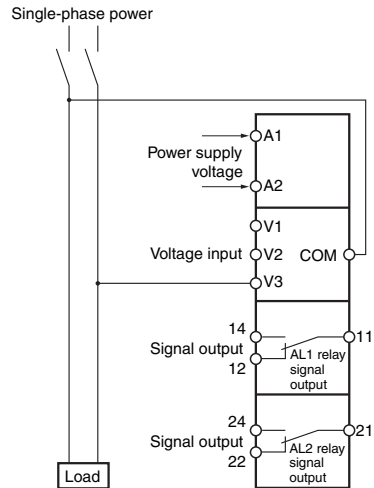 Single-phase power
A1
Power supply
voltage
A2
V1
Voltage input
V2
COM
V3
14
11
Signal output
12
AL1 relay
signal
output
24
21
Signal output
22
AL2 relay
signal
output
Load